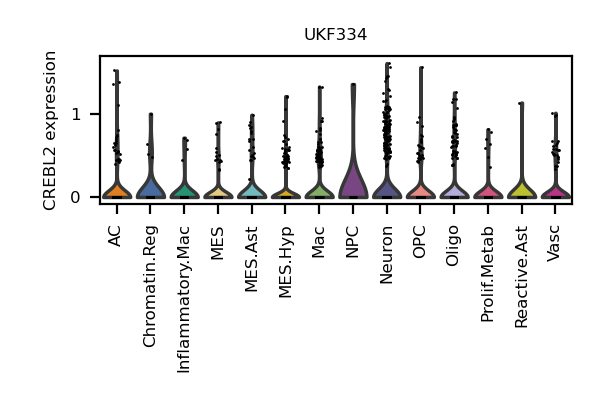 UKF334
CREBL2 expression
1
0
AC
Chromatin.Reg
Inflammatory.Mac
MES
MES.Ast
MES.Hyp
Mac
NPC
Neuron
OPC
Oligo
Prolif.Metab
Reactive.Ast
Vasc